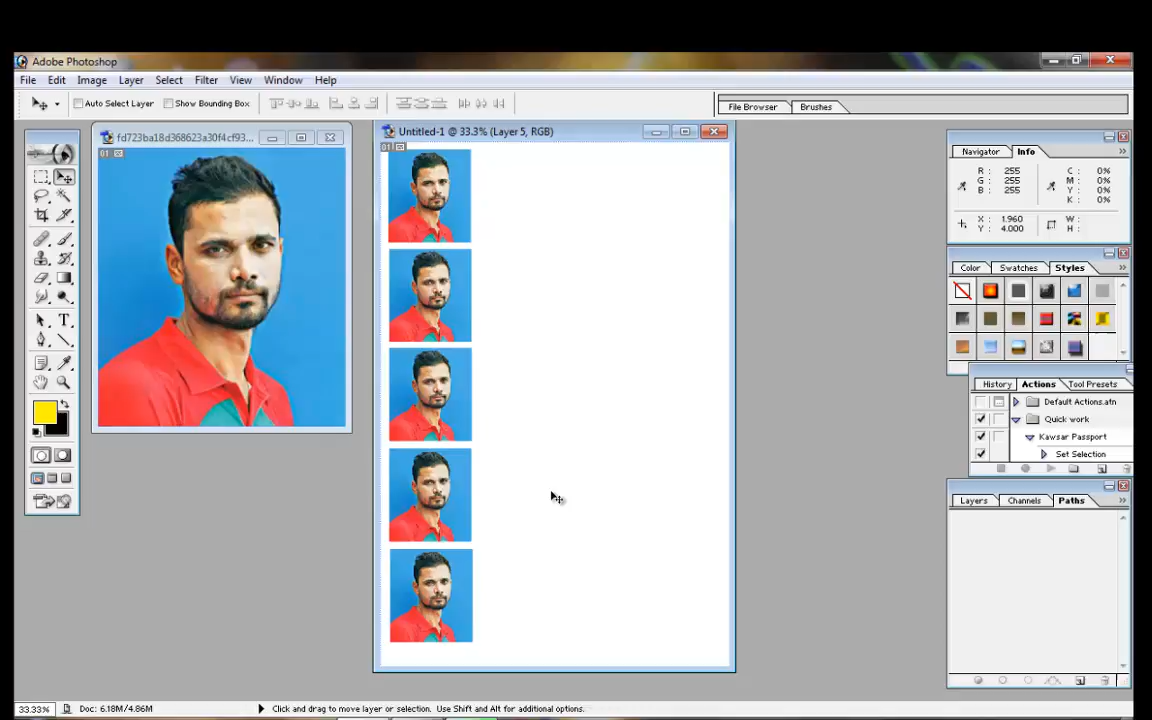 Adobe Photoshop
File Edit Image Layer Select Filter View Window Help
Auto Select Layer Show Bounding Box
File Browser Brushes
fd723ba18d368623a30f4cf93...
01
Untitled-1 @ 33.3% (Layer 5, RGB)
01
Navigator Info
R : 255 C : 0%
G : 255 M : 0%
B : 255 Y : 0%
K : 0%
X : 1.960 W :
Y : 4.000 H :
Color Swatches Styles
History Actions Tool Presets
Default Actions.atn
Quick work
Kawsar Passport
Set Selection
Layers Channels Paths
33.33% Doc: 6.18M/4.86M Click and drag to move layer or selection. Use Shift and Alt for additional options.